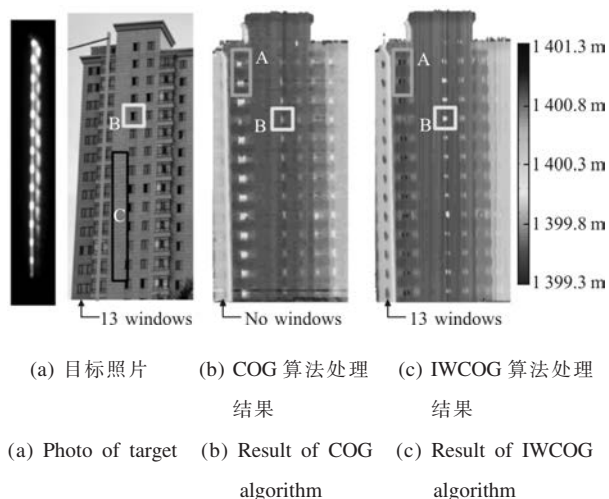 A
A
B
B
B
C
1 401.3 m
1 400.8 m
1 400.3 m
1 399.8 m
1 399.3 m
13 windows
No windows
13 windows
(a) 目标照片
(b) COG 算法处理
结果
(c) IWCOG 算法处理
结果
(a) Photo of target
(b) Result of COG
algorithm
(c) Result of IWCOG
algorithm